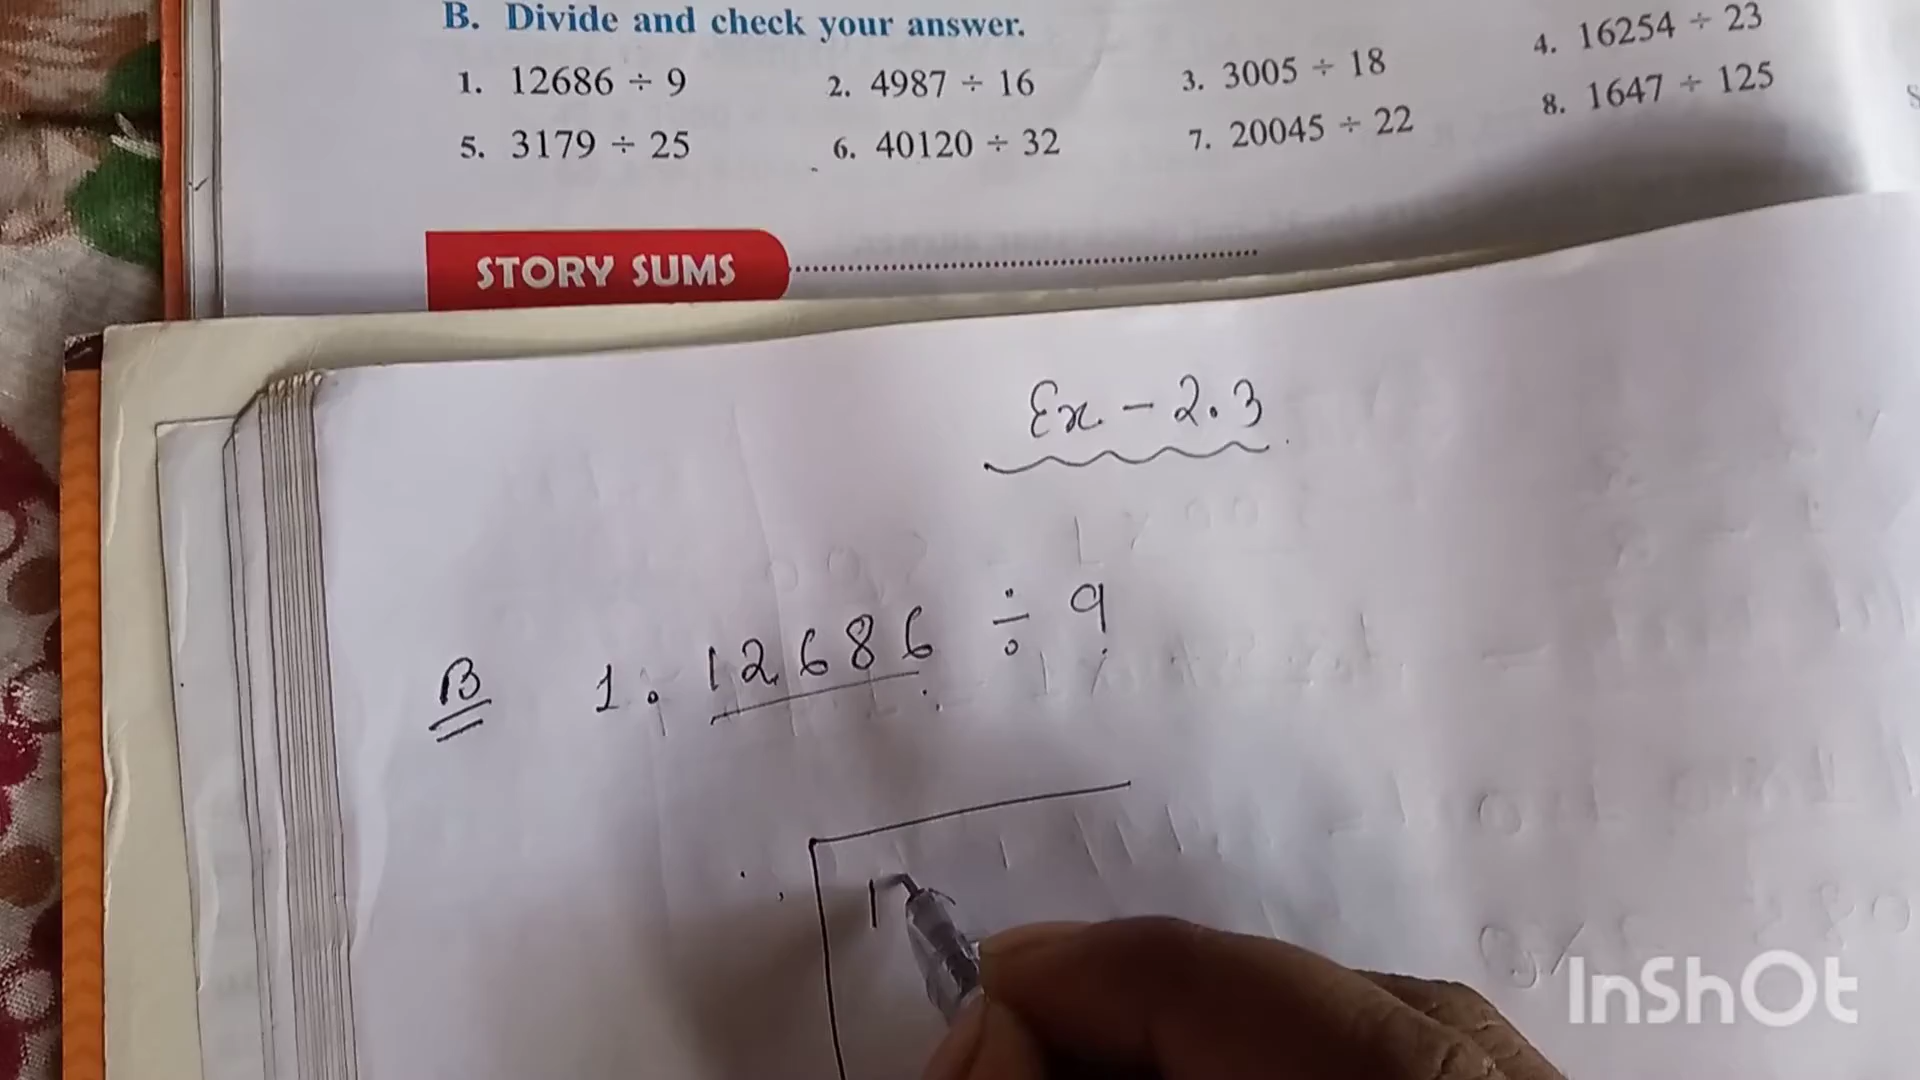 B. Divide and check your answer.
1. 12686 ÷ 9 2. 4987 ÷ 16 3. 3005 ÷ 18 4. 16254 ÷ 23
5. 3179 ÷ 25 6. 40120 ÷ 32 7. 20045 ÷ 22 8. 1647 ÷ 125
STORY SUMS
Ex - 2.3
B 1. 12686 ÷ 9
1
InShOt